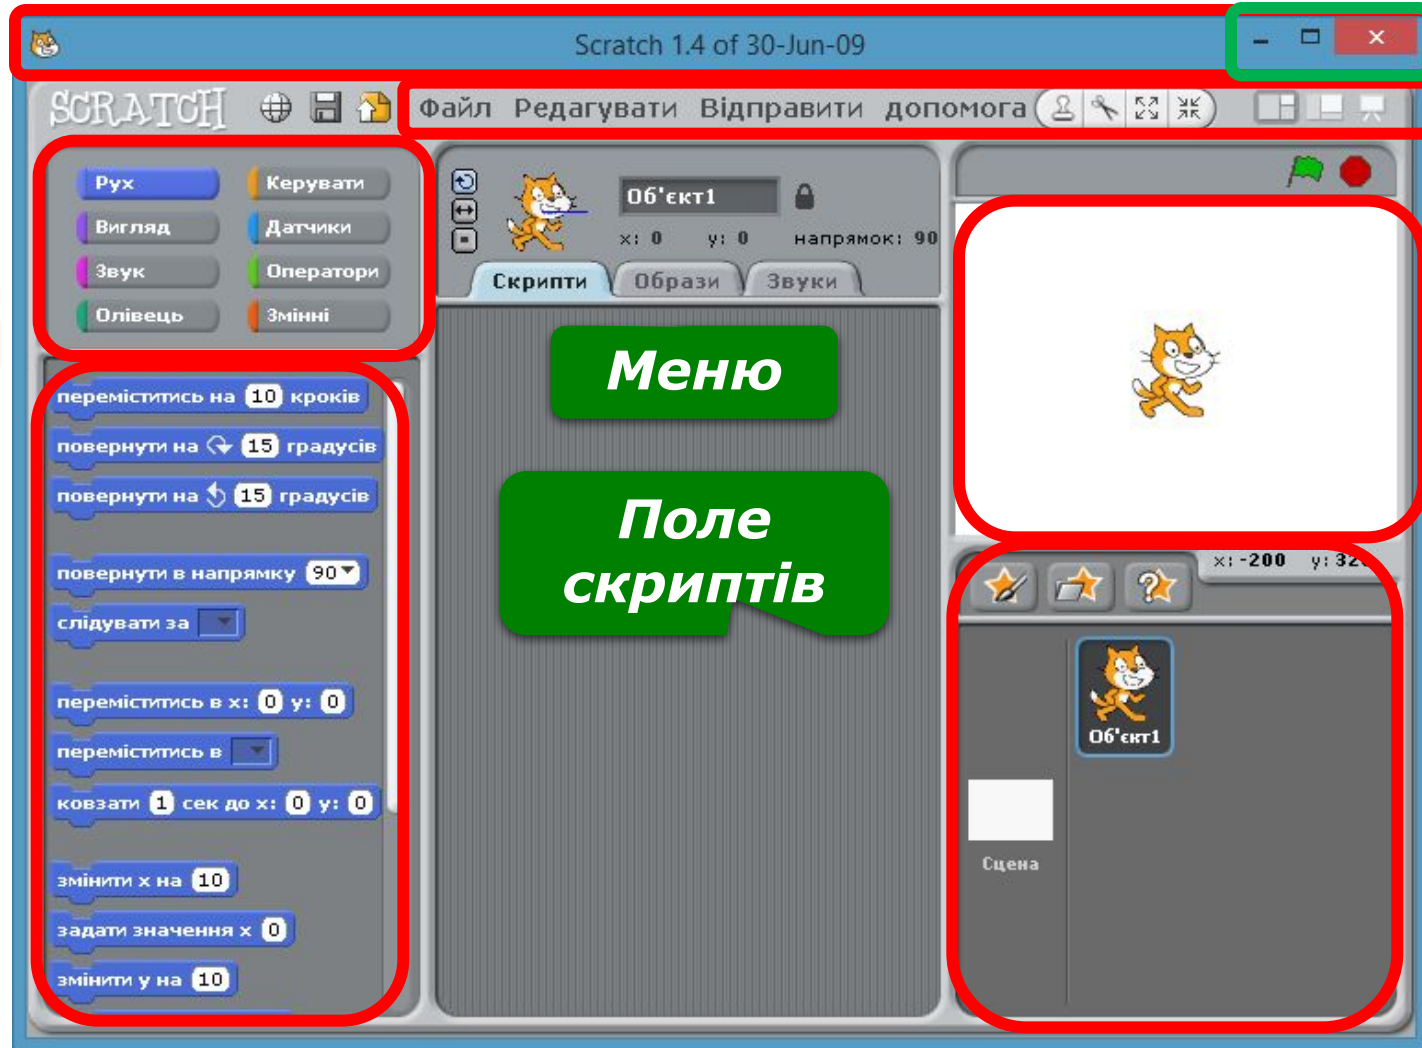 Scratch 1.4 of 30-Jun-09
SCRATCH
Файл Редагувати Відправити допомога
Рух Керувати
Вигляд Датчики
Звук Оператори
Олівець Змінні
Об'єкт1
x: 0 y: 0 напрямок: 90
Скрипти Образи Звуки
Меню
Поле
скриптів
переміститись на 10 кроків
повернути на 15 градусів
повернути на 15 градусів
повернути в напрямку 90
слідувати за
переміститись в x: 0 y: 0
переміститись в
ковзати 1 сек до x: 0 y: 0
змінити x на 10
задати значення x 0
змінити y на 10
x: -200 y:
Об'єкт1
Сцена